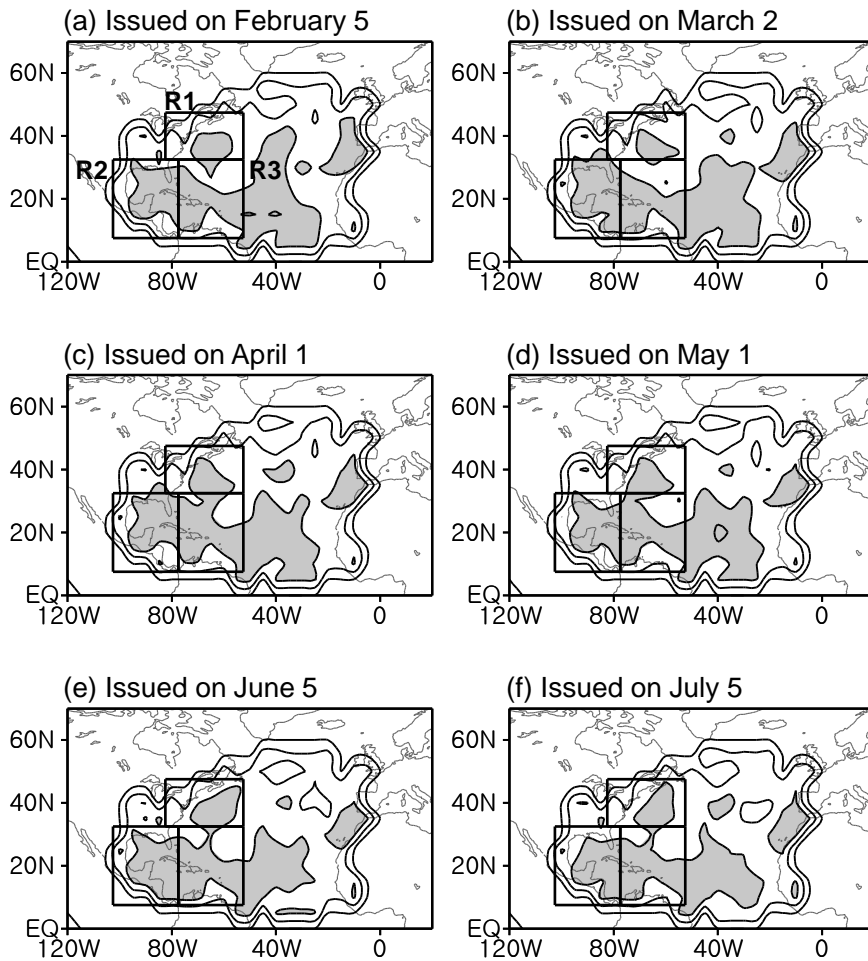 (a) Issued on February 5
(b) Issued on March 2
60N
R1
40N
R2
R3
20N
EQ
120W 80W 40W 0
60N
40N
20N
EQ
120W 80W 40W 0
(c) Issued on April 1
(d) Issued on May 1
60N
40N
20N
EQ
120W 80W 40W 0
60N
40N
20N
EQ
120W 80W 40W 0
(e) Issued on June 5
(f) Issued on July 5
60N
40N
20N
EQ
120W 80W 40W 0
60N
40N
20N
EQ
120W 80W 40W 0